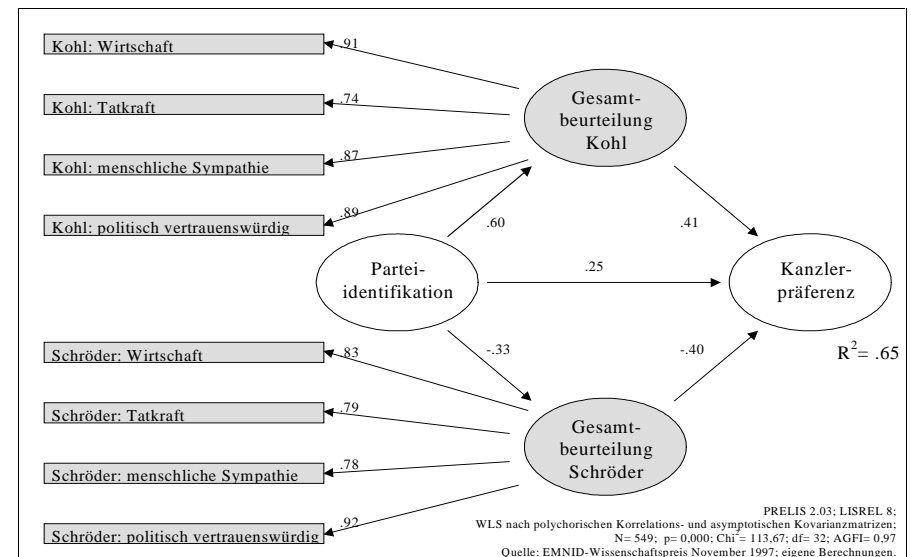 Kohl: Wirtschaft
.91
Kohl: Tatkraft
.74
Kohl: menschliche Sympathie
.87
Kohl: politisch vertrauenswürdig
.89
Gesamt-
beurteilung
Kohl
.60
.41
Partei-
identifikation
.25
Kanzler-
präferenz
-.33
-.40
R²= .65
Schröder: Wirtschaft
.83
Schröder: Tatkraft
.79
Schröder: menschliche Sympathie
.78
Schröder: politisch vertrauenswürdig
.92
Gesamt-
beurteilung
Schröder
PRELIS 2.03; LISREL 8;
WLS nach polychorischen Korrelations- und asymptotischen Kovarianzmatrizen;
N= 549; p= 0,000; Chi²= 113,67; df= 32; AGFI= 0,97
Quelle: EMNID-Wissenschaftspreis November 1997; eigene Berechnungen.